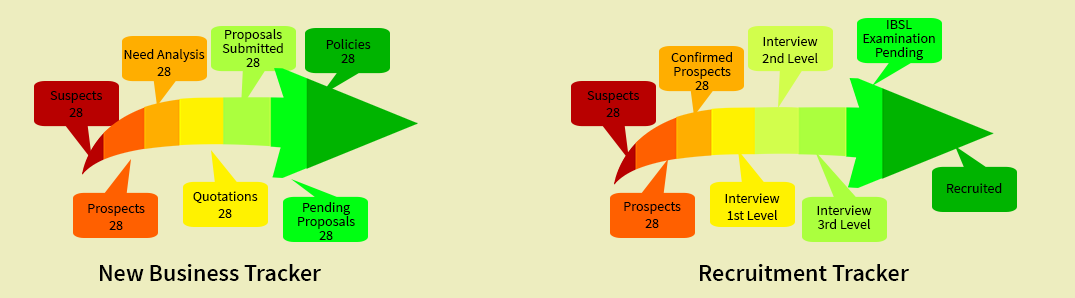 Suspects
28
Need Analysis
28
Proposals
Submitted
28
Policies
28
Prospects
28
Quotations
28
Pending
Proposals
28
New Business Tracker
Suspects
28
Confirmed
Prospects
28
Interview
2nd Level
IBSL
Examination
Pending
Prospects
28
Interview
1st Level
Interview
3rd Level
Recruited
Recruitment Tracker